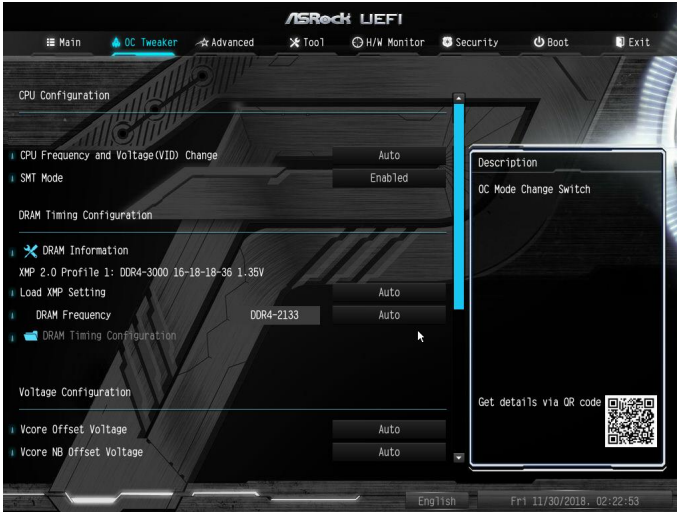 ASRock UEFI
Main
OC Tweaker
Advanced
Tool
H/W Monitor
Security
Boot
Exit
CPU Configuration
CPU Frequency and Voltage(VID) Change
Auto
SMT Mode
Enabled
DRAM Timing Configuration
DRAM Information
XMP 2.0 Profile 1: DDR4-3000 16-18-18-36 1.35V
Load XMP Setting
Auto
DRAM Frequency
DDR4-2133
Auto
DRAM Timing Configuration
Voltage Configuration
Vcore Offset Voltage
Auto
Vcore NB Offset Voltage
Auto
Description
OC Mode Change Switch
Get details via QR code
English
Fri 11/30/2018. 02:22:53